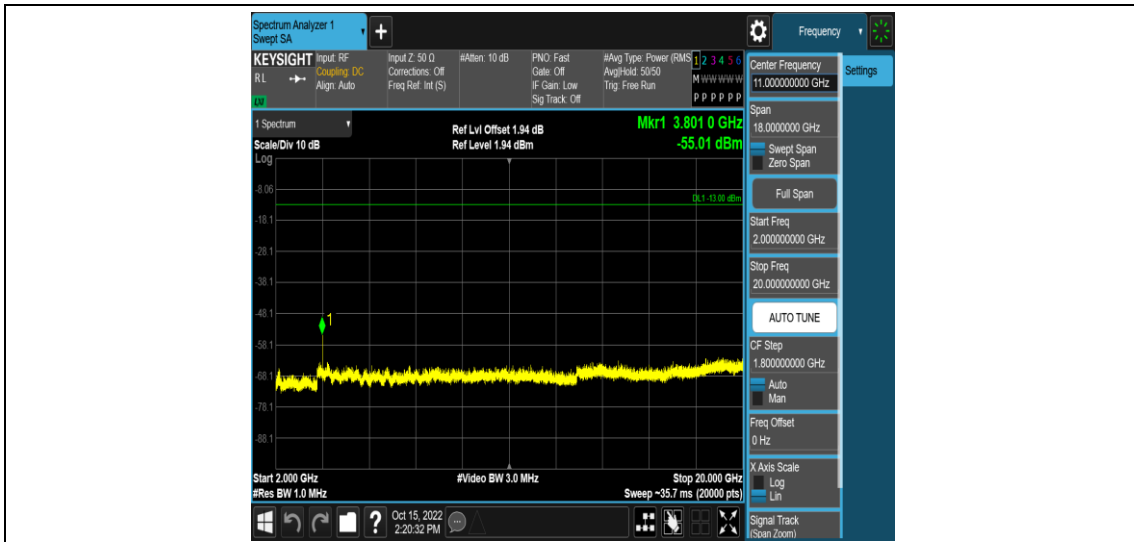 Spectrum Analyzer 1
Swept SA
+
Frequency
KEYSIGHT
RL
LXI
Input: RF
Coupling: DC
Align: Auto
Input Z: 50 Ω
Corrections: Off
Freq Ref: Int (S)
#Atten: 10 dB
PNO: Fast
Gate: Off
IF Gain: Low
Sig Track: Off
#Avg Type: Power (RMS
Avg|Hold: 50/50
Trig: Free Run
1 2 3 4 5 6
M W W W W W
P P P P P P
1 Spectrum
Scale/Div 10 dB
Log
Ref Lvl Offset 1.94 dB
Ref Level 1.94 dBm
Mkr1 3.801 0 GHz
-55.01 dBm
-8.06
DL1 -13.00 dBm
-18.1
-28.1
-38.1
-48.1
1
-58.1
-68.1
-78.1
-88.1
Start 2.000 GHz
#Video BW 3.0 MHz
Stop 20.000 GHz
#Res BW 1.0 MHz
Sweep ~35.7 ms (20000 pts)
?
Oct 15, 2022
2:20:32 PM
Center Frequency
11.000000000 GHz
Settings
Span
18.0000000 GHz
Swept Span
Zero Span
Full Span
Start Freq
2.000000000 GHz
Stop Freq
20.000000000 GHz
AUTO TUNE
CF Step
1.800000000 GHz
Auto
Man
Freq Offset
0 Hz
X Axis Scale
Log
Lin
Signal Track
(Span Zoom)